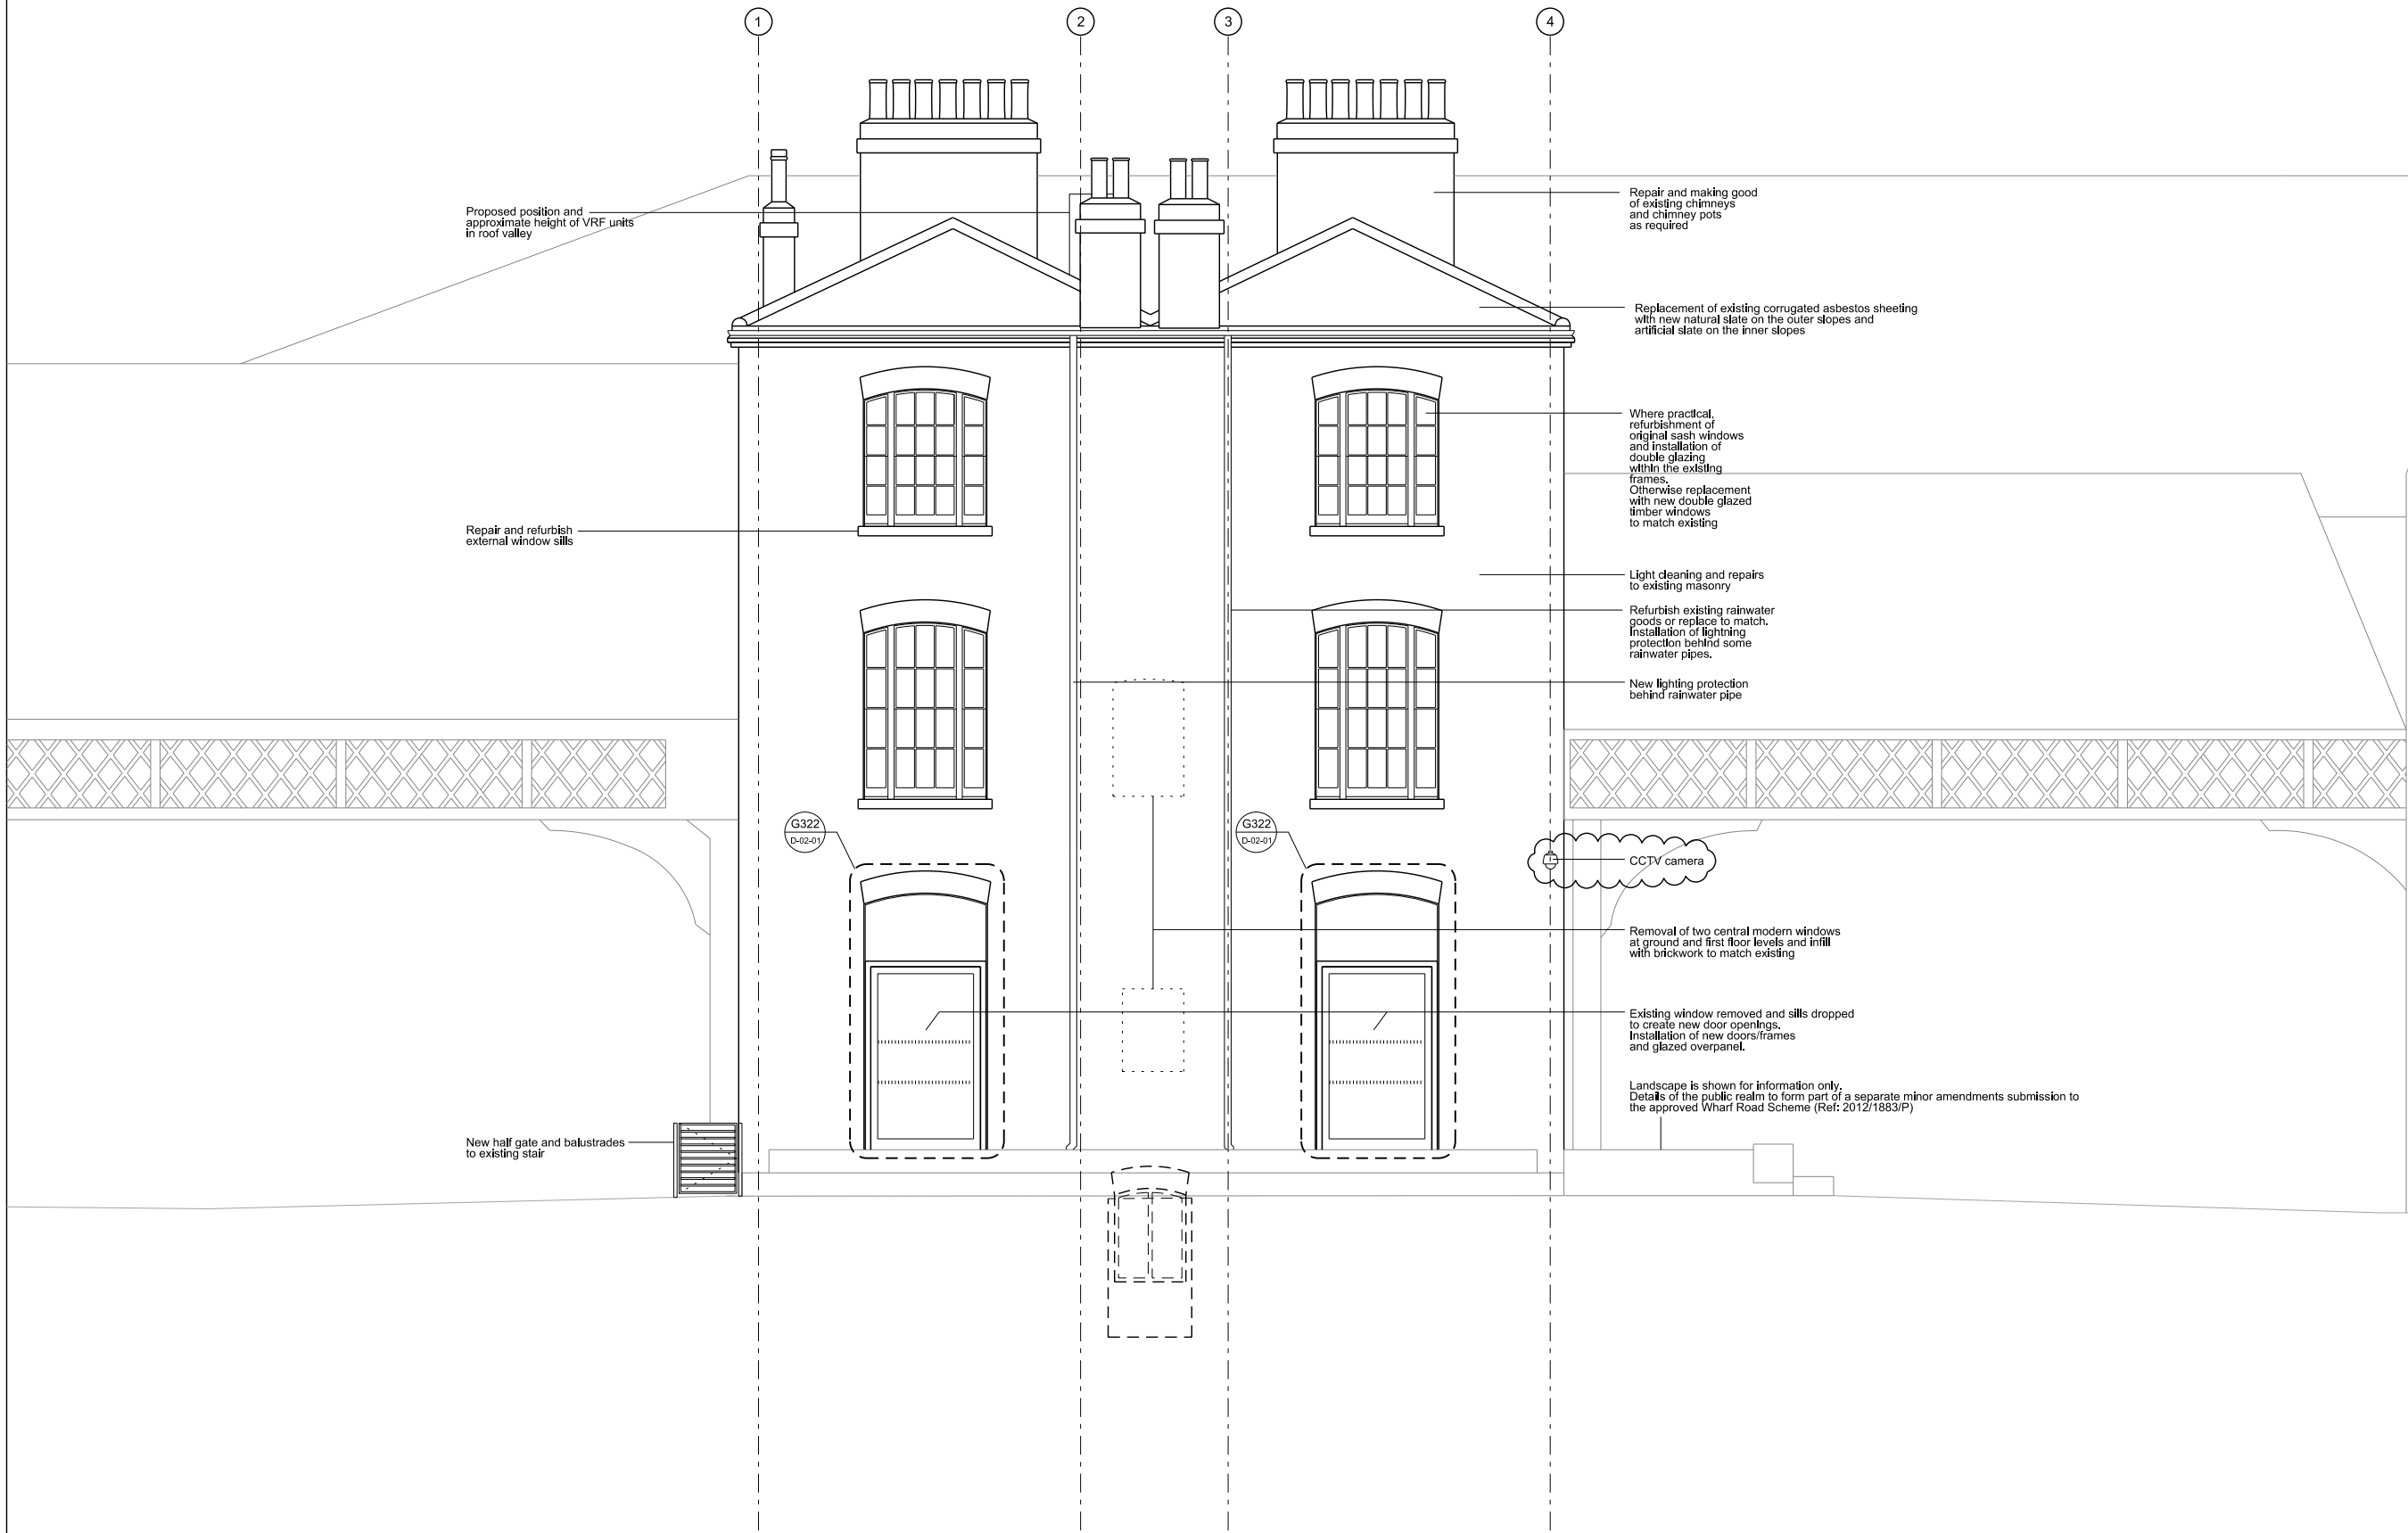 1
2
3
4
Proposed position and
approximate height of VRF units
in roof valley
Repair and making good
of existing chimneys
and chimney pots
as required
Replacement of existing corrugated asbestos sheeting
with new natural slate on the outer slopes and
artificial slate on the inner slopes
Where practical,
refurbishment of
original sash windows
and installation of
double glazing
within the existing
frames.
Otherwise replacement
with new double glazed
timber windows
to match existing
Repair and refurbish
external window sills
Light cleaning and repairs
to existing masonry
Refurbish existing rainwater
goods or replace to match.
Installation of lightning
protection behind some
rainwater pipes.
New lighting protection
behind rainwater pipe
G322
D-02-01
G322
D-02-01
CCTV camera
Removal of two central modern windows
at ground and first floor levels and infill
with brickwork to match existing
Existing window removed and sills dropped
to create new door openings.
Installation of new doors/frames
and glazed overpanel.
Landscape is shown for information only.
Details of the public realm to form part of a separate minor amendments submission to
the approved Wharf Road Scheme (Ref: 2012/1883/P)
New half gate and balustrades
to existing stair